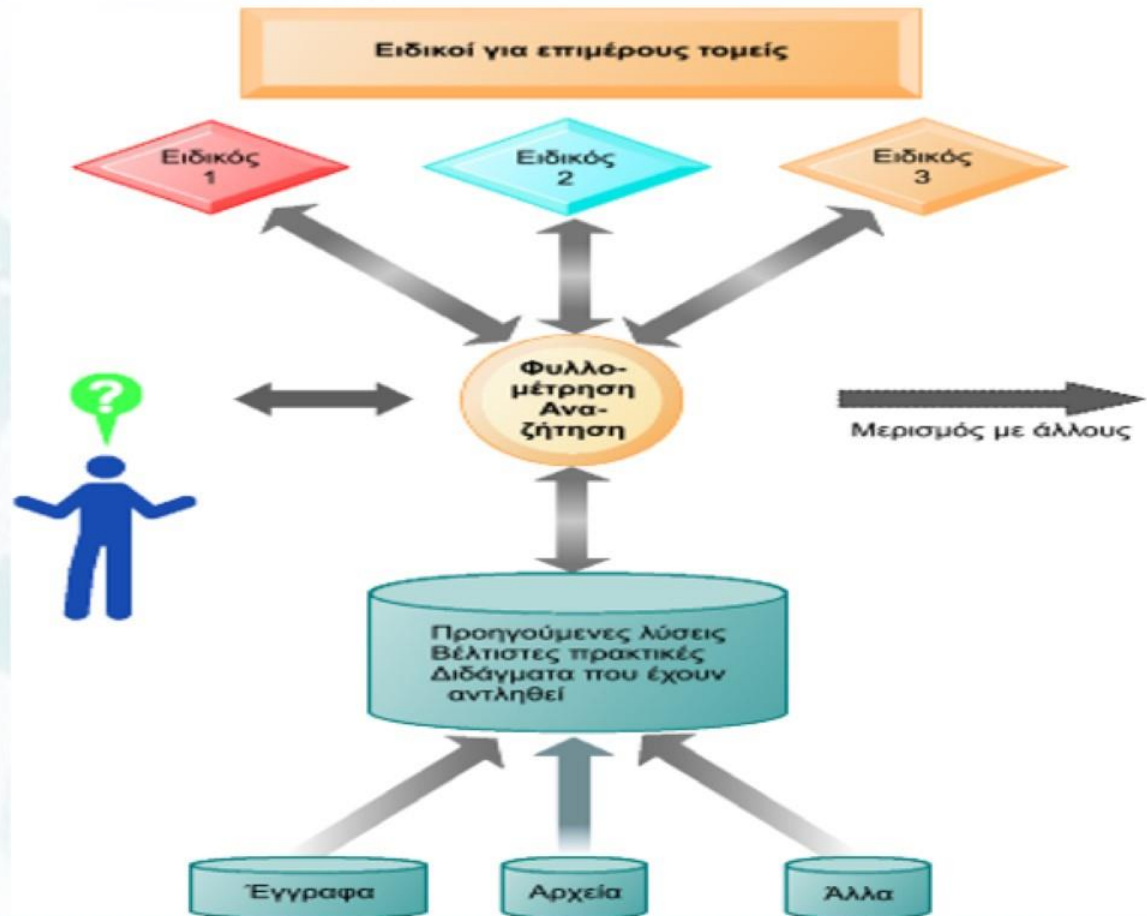 Ειδικοί για επιμέρους τομείς
Ειδικός
1
Ειδικός
2
Ειδικός
3
Φυλλο-
μέτρηση
Ανα-
ζήτηση
?
Μερισμός με άλλους
Προηγούμενες λύσεις
Βέλτιστες πρακτικές
Διδάγματα που έχουν
αντληθεί
Έγγραφα
Αρχεία
Άλλα